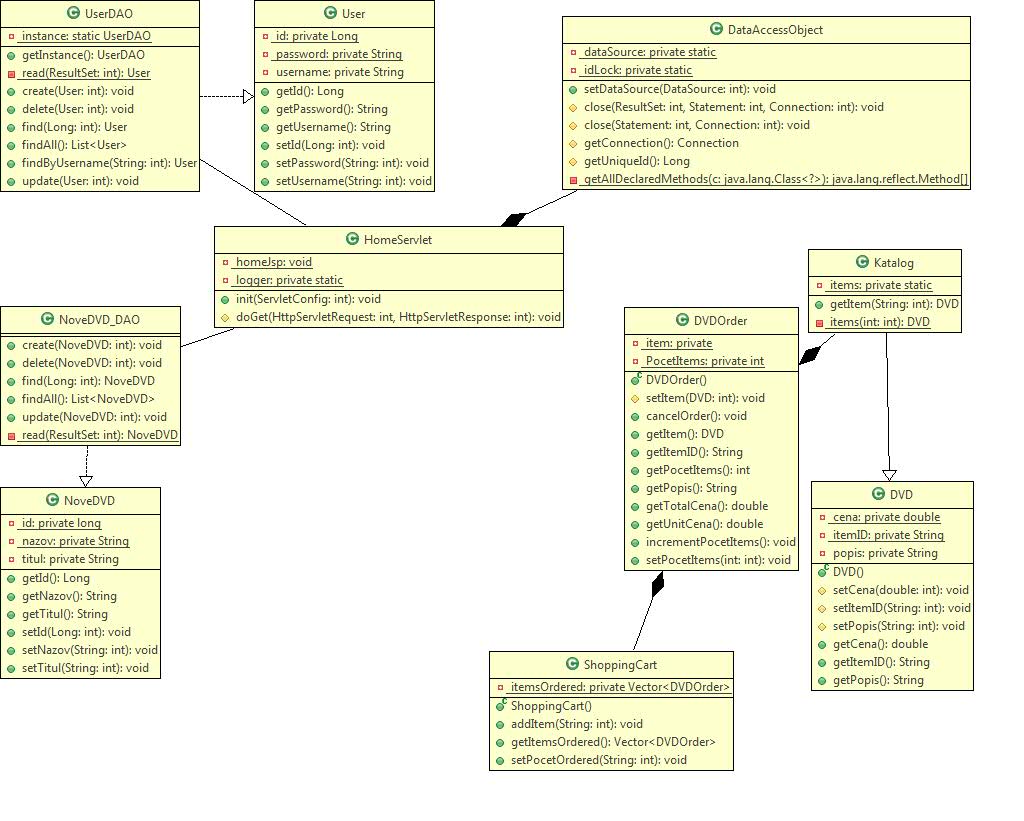 UserDAO
instance: static UserDAO
getInstance(): UserDAO
read(ResultSet: int): User
create(User: int): void
delete(User: int): void
find(Long: int): User
findAll(): List<User>
findByUsername(String: int): User
update(User: int): void
User
id: private Long
password: private String
username: private String
getId(): Long
getPassword(): String
getUsername(): String
setId(Long: int): void
setPassword(String: int): void
setUsername(String: int): void
DataAccessObject
dataSource: private static
idLock: private static
setDataSource(DataSource: int): void
close(ResultSet: int, Statement: int, Connection: int): void
close(Statement: int, Connection: int): void
getConnection(): Connection
getUniqueId(): Long
getAllDeclaredMethods(c: java.lang.Class<?>): java.lang.reflect.Method[]
HomeServlet
homeJsp: void
logger: private static
init(ServletConfig: int): void
doGet(HttpServletRequest: int, HttpServletResponse: int): void
Katalog
items: private static
getItem(String: int): DVD
items(int: int): DVD
NoveDVD_DAO
create(NoveDVD: int): void
delete(NoveDVD: int): void
find(Long: int): NoveDVD
findAll(): List<NoveDVD>
update(NoveDVD: int): void
read(ResultSet: int): NoveDVD
DVDOrder
item: private
PocetItems: private int
DVDOrder()
setItem(DVD: int): void
cancelOrder(): void
getItem(): DVD
getItemID(): String
getPocetItems(): int
getPopis(): String
getTotalCena(): double
getUnitCena(): double
incrementPocetItems(): void
setPocetItems(int: int): void
NoveDVD
id: private long
nazov: private String
titul: private String
getId(): Long
getNazov(): String
getTitul(): String
setId(Long: int): void
setNazov(String: int): void
setTitul(String: int): void
DVD
cena: private double
itemID: private String
popis: private String
DVD()
setCena(double: int): void
setItemID(String: int): void
setPopis(String: int): void
getCena(): double
getItemID(): String
getPopis(): String
ShoppingCart
itemsOrdered: private Vector<DVDOrder>
ShoppingCart()
addItem(String: int): void
getItemsOrdered(): Vector<DVDOrder>
setPocetOrdered(String: int): void